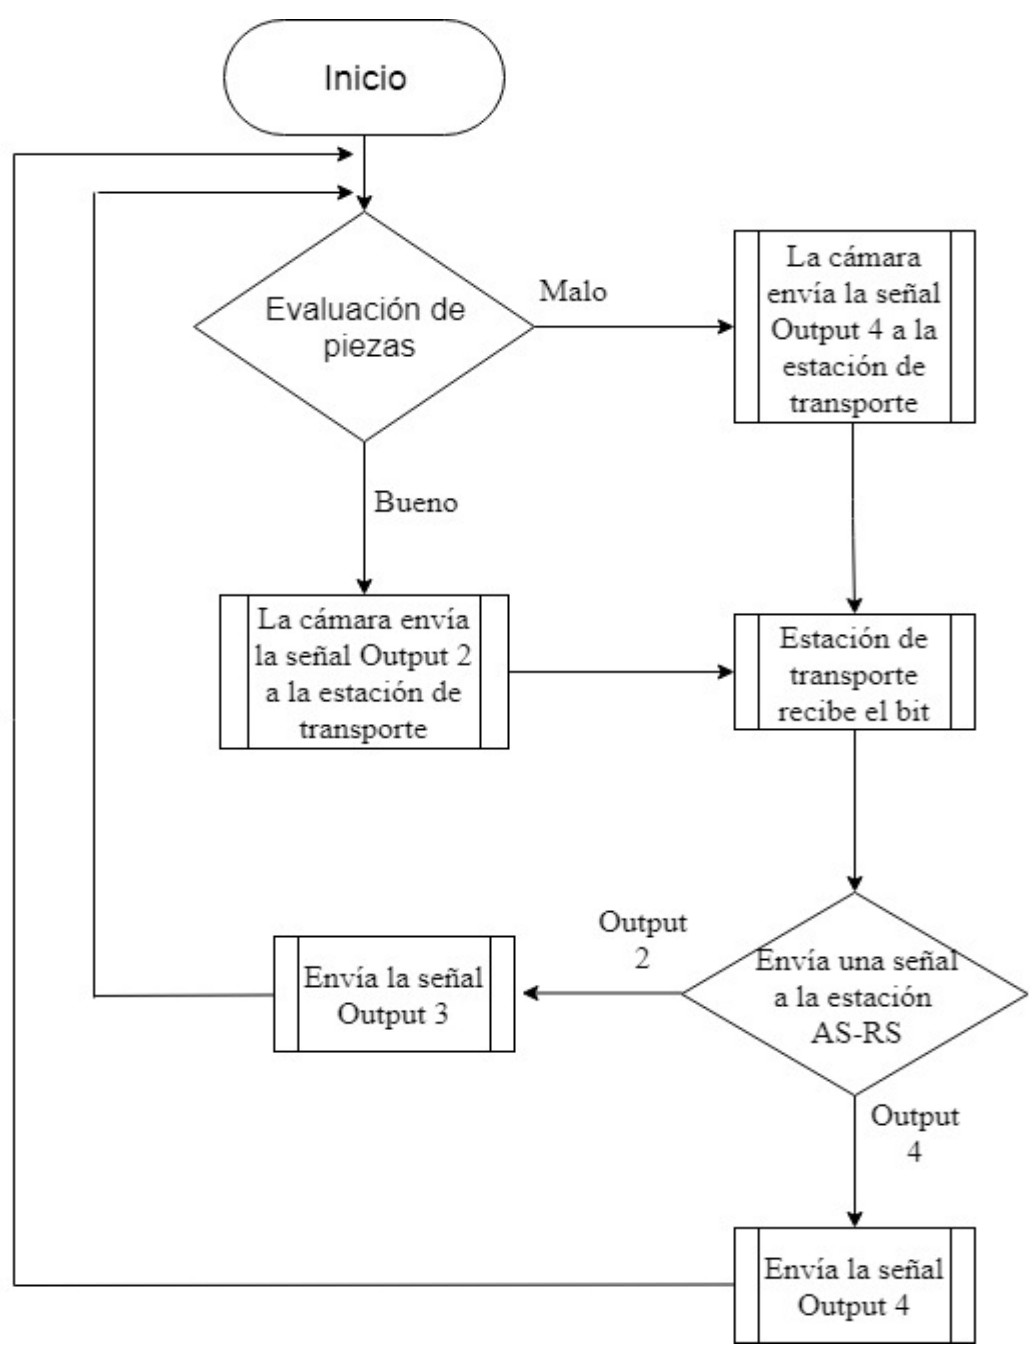 Inicio
Evaluación de
piezas
Malo
La cámara
envía la señal
Output 4 a la
estación de
transporte
Bueno
La cámara envía
la señal Output 2
a la estación de
transporte
Estación de
transporte
recibe el bit
Output
2
Envía una señal
a la estación
AS-RS
Envía la señal
Output 3
Output
4
Envía la señal
Output 4